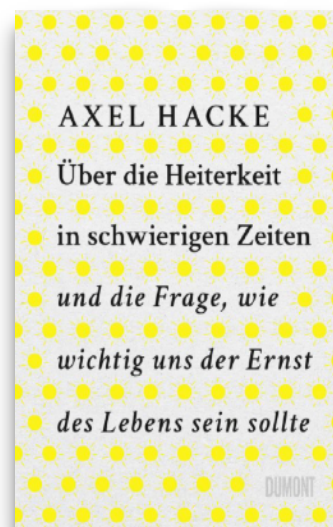 AXEL HACKE
Über die Heiterkeit
in schwierigen Zeiten
und die Frage, wie
wichtig uns der Ernst
des Lebens sein sollte
DUMONT